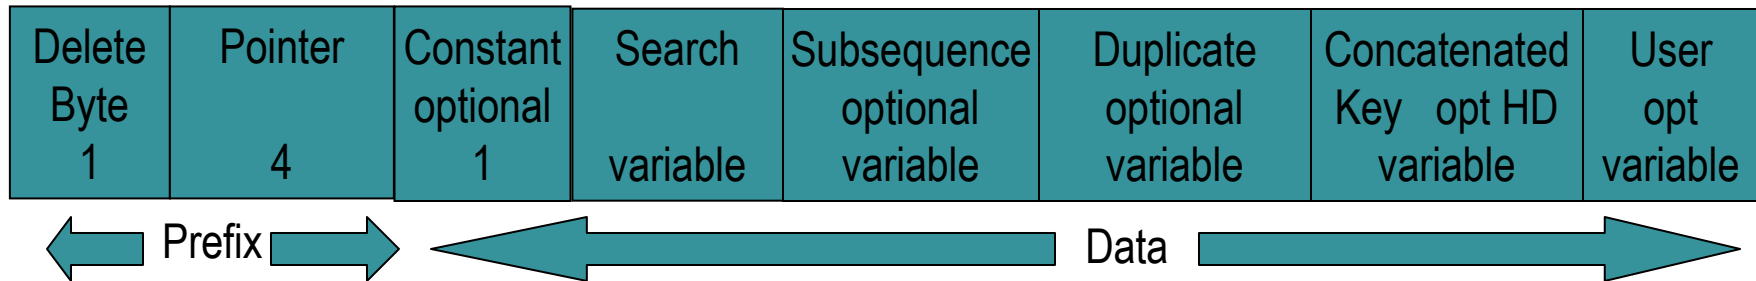 Delete
Byte
1
Pointer
4
Constant
optional
1
Search
variable
Subsequence
optional
variable
Duplicate
optional
variable
Concatenated
Key opt HD
variable
User
opt
variable
Prefix
Data